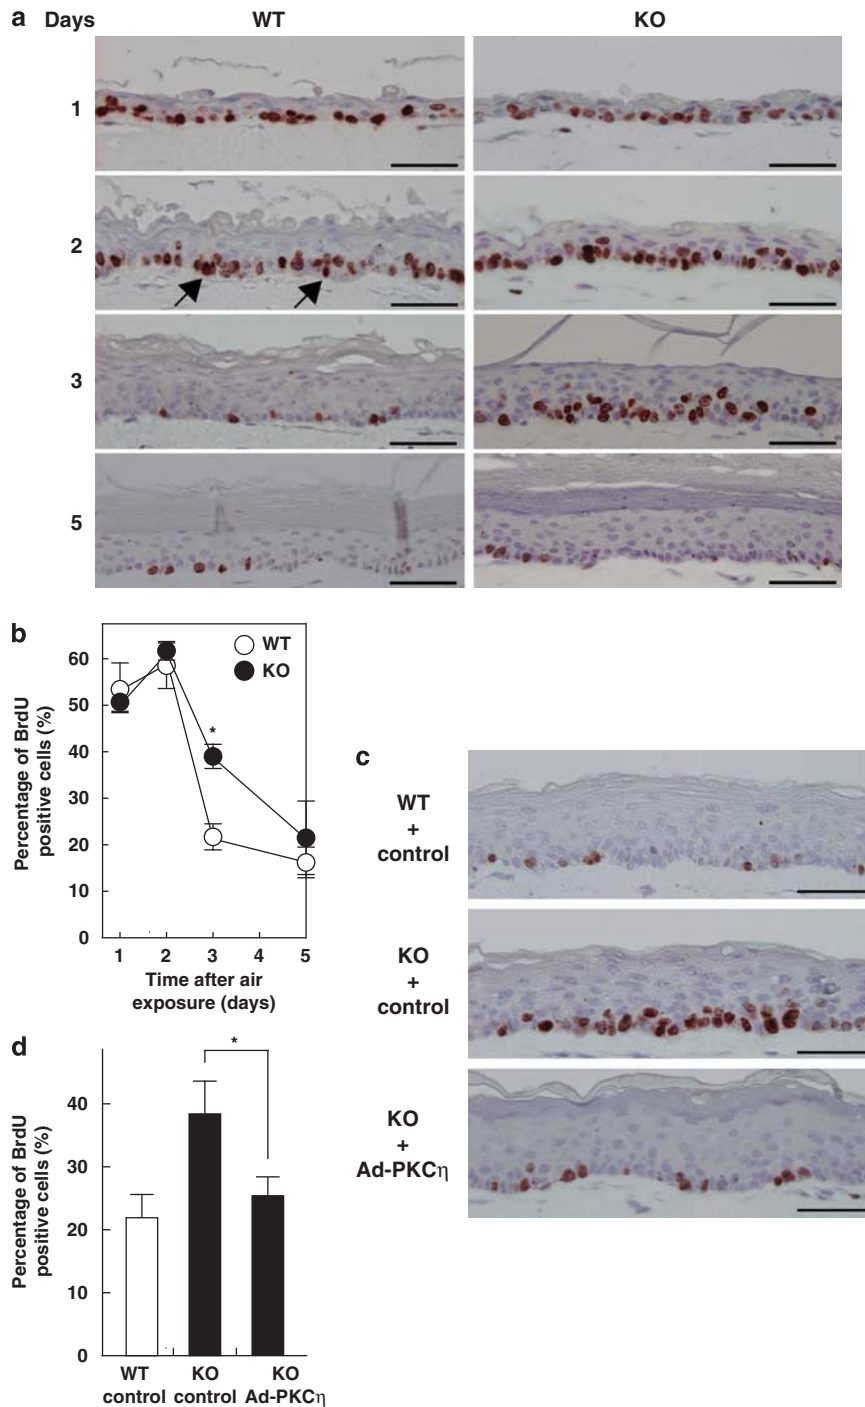 a Days WT KO
1
2
3
5
b
WT
KO
60
50
40
30
20
10
0
*
1 2 3 4 5
Time after air
exposure (days)
Percentage of BrdU
positive cells (%)
c
WT
+
control
KO
+
control
KO
+
Ad-PKCη
d
*
40
30
20
10
0
Percentage of BrdU
positive cells (%)
WT KO KO
control control Ad-PKCη